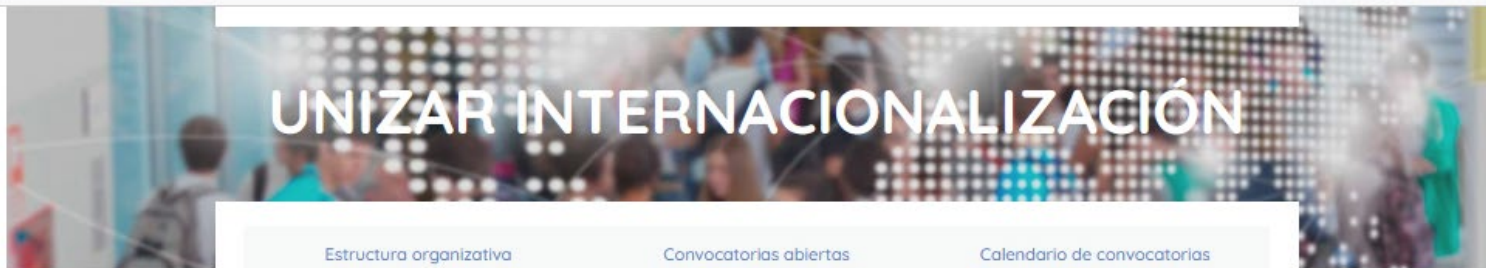 UNIZAR INTERNACIONALIZACIÓN
Estructura organizativa Convocatorias abiertas Calendario de convocatorias